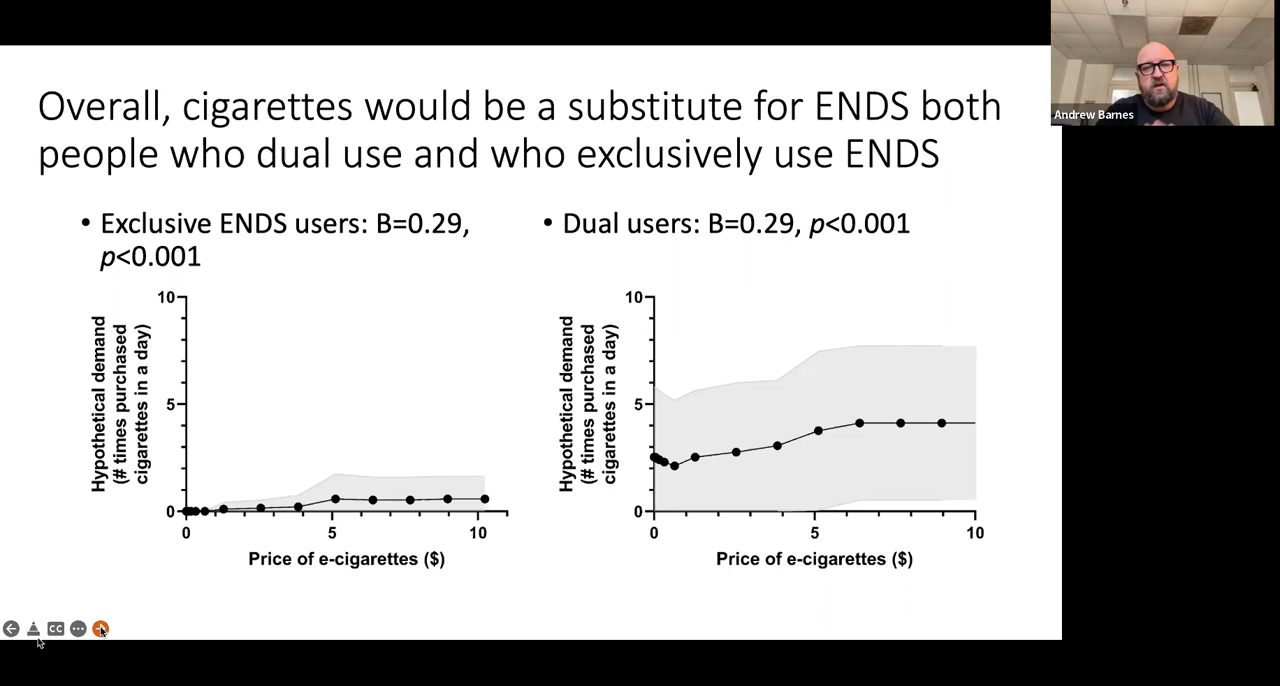 Overall, cigarettes would be a substitute for ENDS both
people who dual use and who exclusively use ENDS
• Exclusive ENDS users: B=0.29,
p<0.001
10
5
0
Hypothetical demand
(# times purchased
cigarettes in a day)
0
5
10
Price of e-cigarettes ($)
• Dual users: B=0.29, p<0.001
10
5
0
Hypothetical demand
(# times purchased
cigarettes in a day)
0
5
10
Price of e-cigarettes ($)
CC
Andrew Barnes